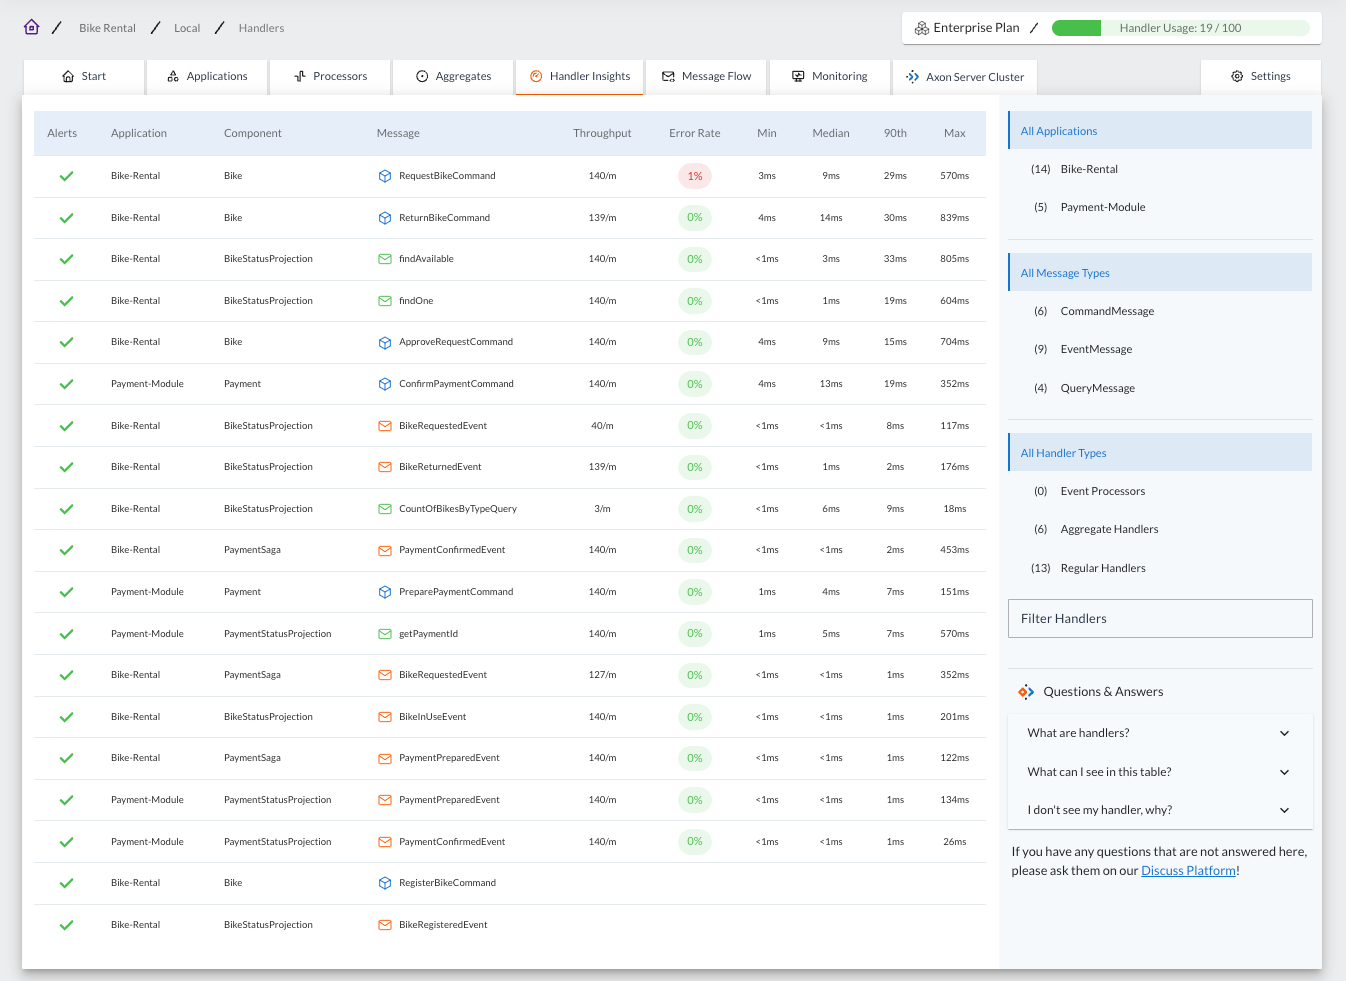 / Bike Rental / Local / Handlers
Enterprise Plan / Handler Usage: 19 / 100
Start Applications Processors Aggregates Handler Insights Message Flow Monitoring Axon Server Cluster Settings
Alerts Application Component Message Throughput Error Rate Min Median 90th Max
Bike-Rental Bike RequestBikeCommand 140/m 1% 3ms 9ms 29ms 570ms
Bike-Rental Bike ReturnBikeCommand 139/m 0% 4ms 14ms 30ms 839ms
Bike-Rental BikeStatusProjection findAvailable 140/m 0% <1ms 3ms 33ms 805ms
Bike-Rental BikeStatusProjection findOne 140/m 0% <1ms 1ms 19ms 604ms
Bike-Rental Bike ApproveRequestCommand 140/m 0% 4ms 9ms 15ms 704ms
Payment-Module Payment ConfirmPaymentCommand 140/m 0% 4ms 13ms 19ms 352ms
Bike-Rental BikeStatusProjection BikeRequestedEvent 40/m 0% <1ms <1ms 8ms 117ms
Bike-Rental BikeStatusProjection BikeReturnedEvent 139/m 0% <1ms 1ms 2ms 176ms
Bike-Rental BikeStatusProjection CountOfBikesByTypeQuery 3/m 0% <1ms 6ms 9ms 18ms
Bike-Rental PaymentSaga PaymentConfirmedEvent 140/m 0% <1ms <1ms 2ms 453ms
Payment-Module Payment PreparePaymentCommand 140/m 0% 1ms 4ms 7ms 151ms
Payment-Module PaymentStatusProjection getPaymentId 140/m 0% 1ms 5ms 7ms 570ms
Bike-Rental PaymentSaga BikeRequestedEvent 127/m 0% <1ms <1ms 1ms 352ms
Bike-Rental BikeStatusProjection BikeInUseEvent 140/m 0% <1ms <1ms 1ms 201ms
Bike-Rental PaymentSaga PaymentPreparedEvent 140/m 0% <1ms <1ms 1ms 122ms
Payment-Module PaymentStatusProjection PaymentPreparedEvent 140/m 0% <1ms <1ms 1ms 134ms
Payment-Module PaymentStatusProjection PaymentConfirmedEvent 140/m 0% <1ms <1ms 1ms 26ms
Bike-Rental Bike RegisterBikeCommand
Bike-Rental BikeStatusProjection BikeRegisteredEvent
All Applications
(14) Bike-Rental
(5) Payment-Module
All Message Types
(6) CommandMessage
(9) EventMessage
(4) QueryMessage
All Handler Types
(0) Event Processors
(6) Aggregate Handlers
(13) Regular Handlers
Filter Handlers
Questions & Answers
What are handlers?
What can I see in this table?
I don't see my handler, why?
If you have any questions that are not answered here,
please ask them on our Discuss Platform!